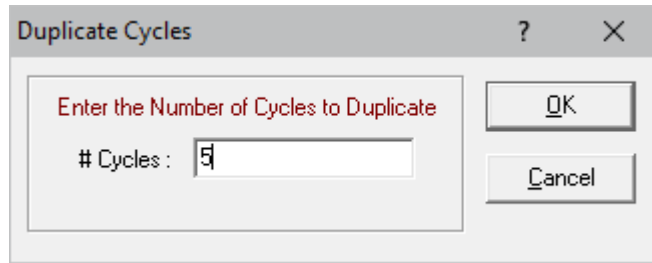 Duplicate Cycles ? ×
Enter the Number of Cycles to Duplicate
# Cycles : 5
OK
Cancel